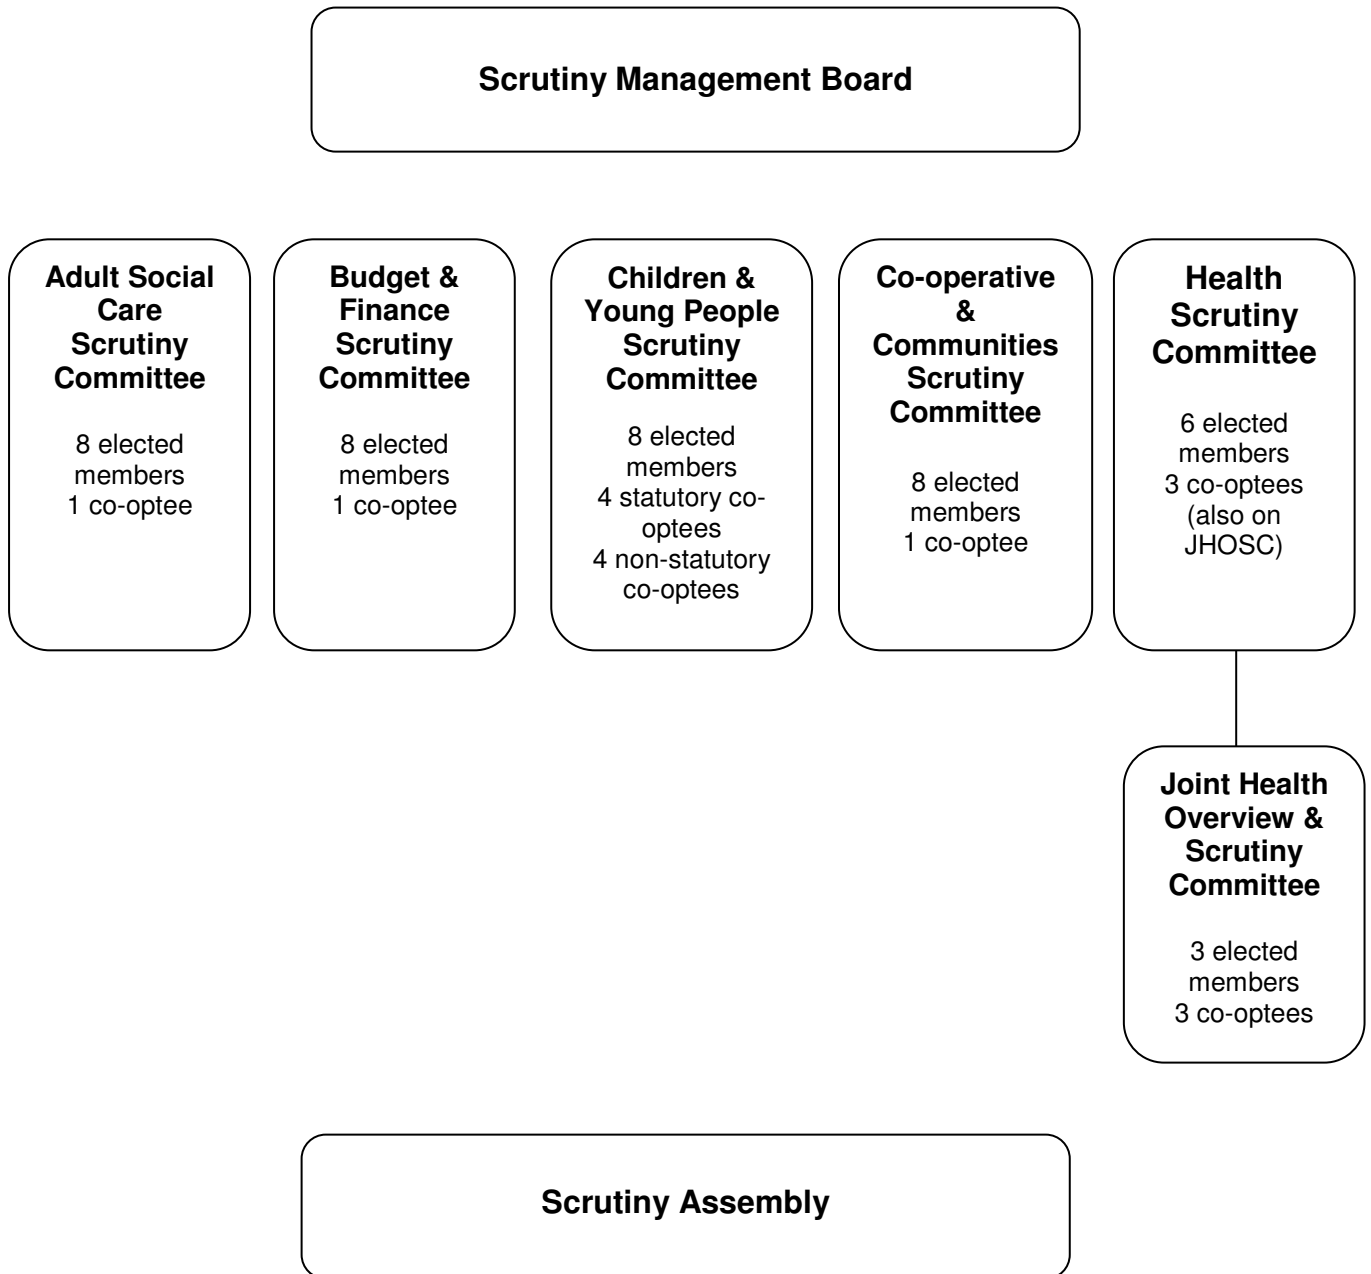 Scrutiny Management Board
Adult Social
Care
Scrutiny
Committee
8 elected
members
1 co-optee
Budget &
Finance
Scrutiny
Committee
8 elected
members
1 co-optee
Children &
Young People
Scrutiny
Committee
8 elected
members
4 statutory co-
optees
4 non-statutory
co-optees
Co-operative
&
Communities
Scrutiny
Committee
8 elected
members
1 co-optee
Health
Scrutiny
Committee
6 elected
members
3 co-optees
(also on
JHOSC)
Joint Health
Overview &
Scrutiny
Committee
3 elected
members
3 co-optees
Scrutiny Assembly